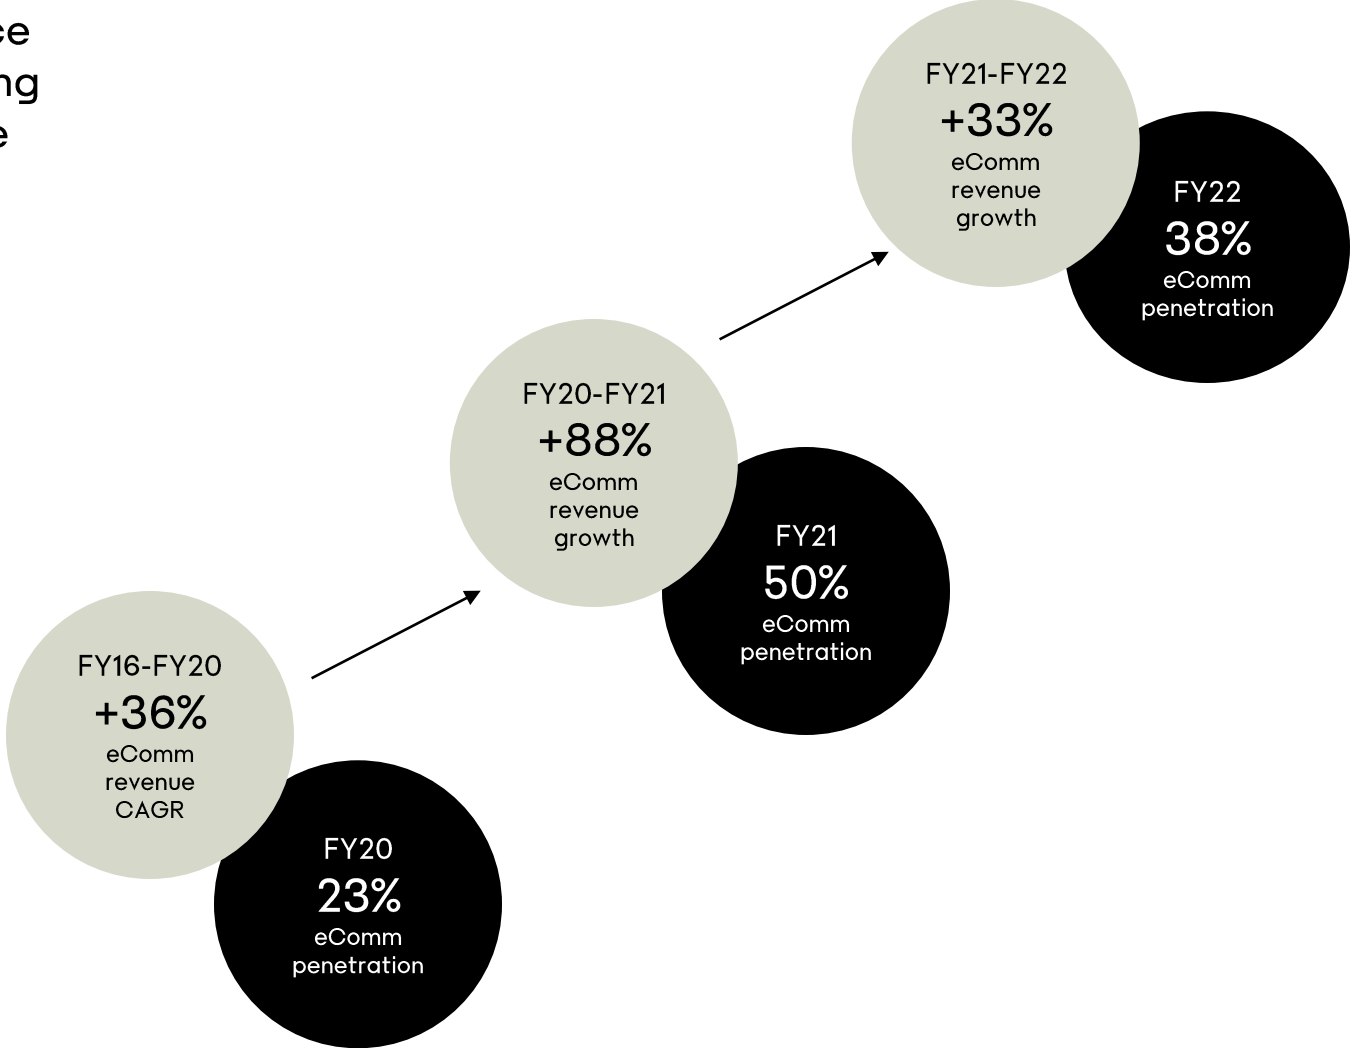 FY21-FY22
+33%
eComm
revenue
growth
FY22
38%
eComm
penetration
FY20-FY21
+88%
eComm
revenue
growth
FY21
50%
eComm
penetration
FY16-FY20
+36%
eComm
revenue
CAGR
FY20
23%
eComm
penetration